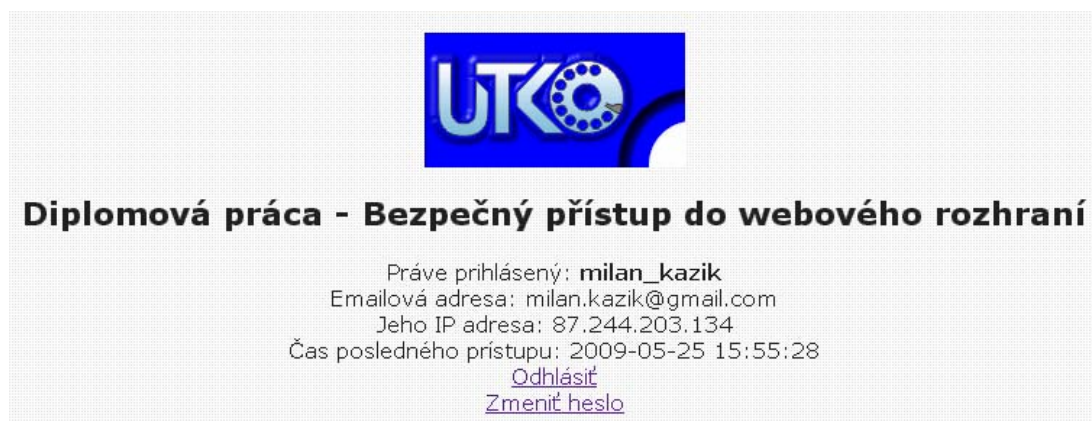 UTKO
Diplomová práca - Bezpečný přístup do webového rozhraní
Práve prihlásený: milan_kazik
Emailová adresa: milan.kazik@gmail.com
Jeho IP adresa: 87.244.203.134
Čas posledného prístupu: 2009-05-25 15:55:28
Odhlásiť
Zmeniť heslo